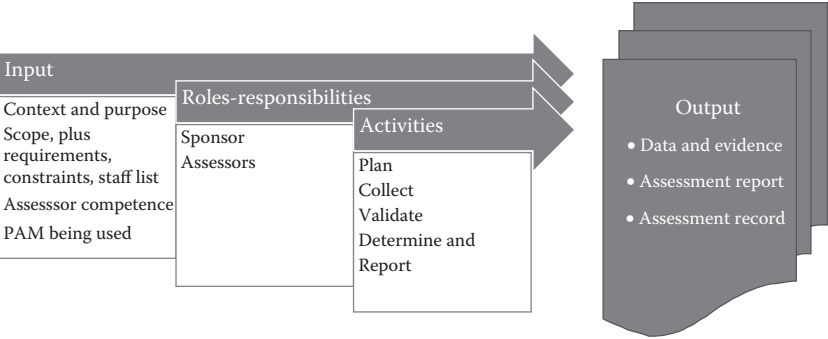 Input
Context and purpose
Scope, plus
requirements,
constraints, staff list
Assesssor competence
PAM being used
Roles-responsibilities
Sponsor
Assessors
Activities
Plan
Collect
Validate
Determine and
Report
Output
• Data and evidence
• Assessment report
• Assessment record